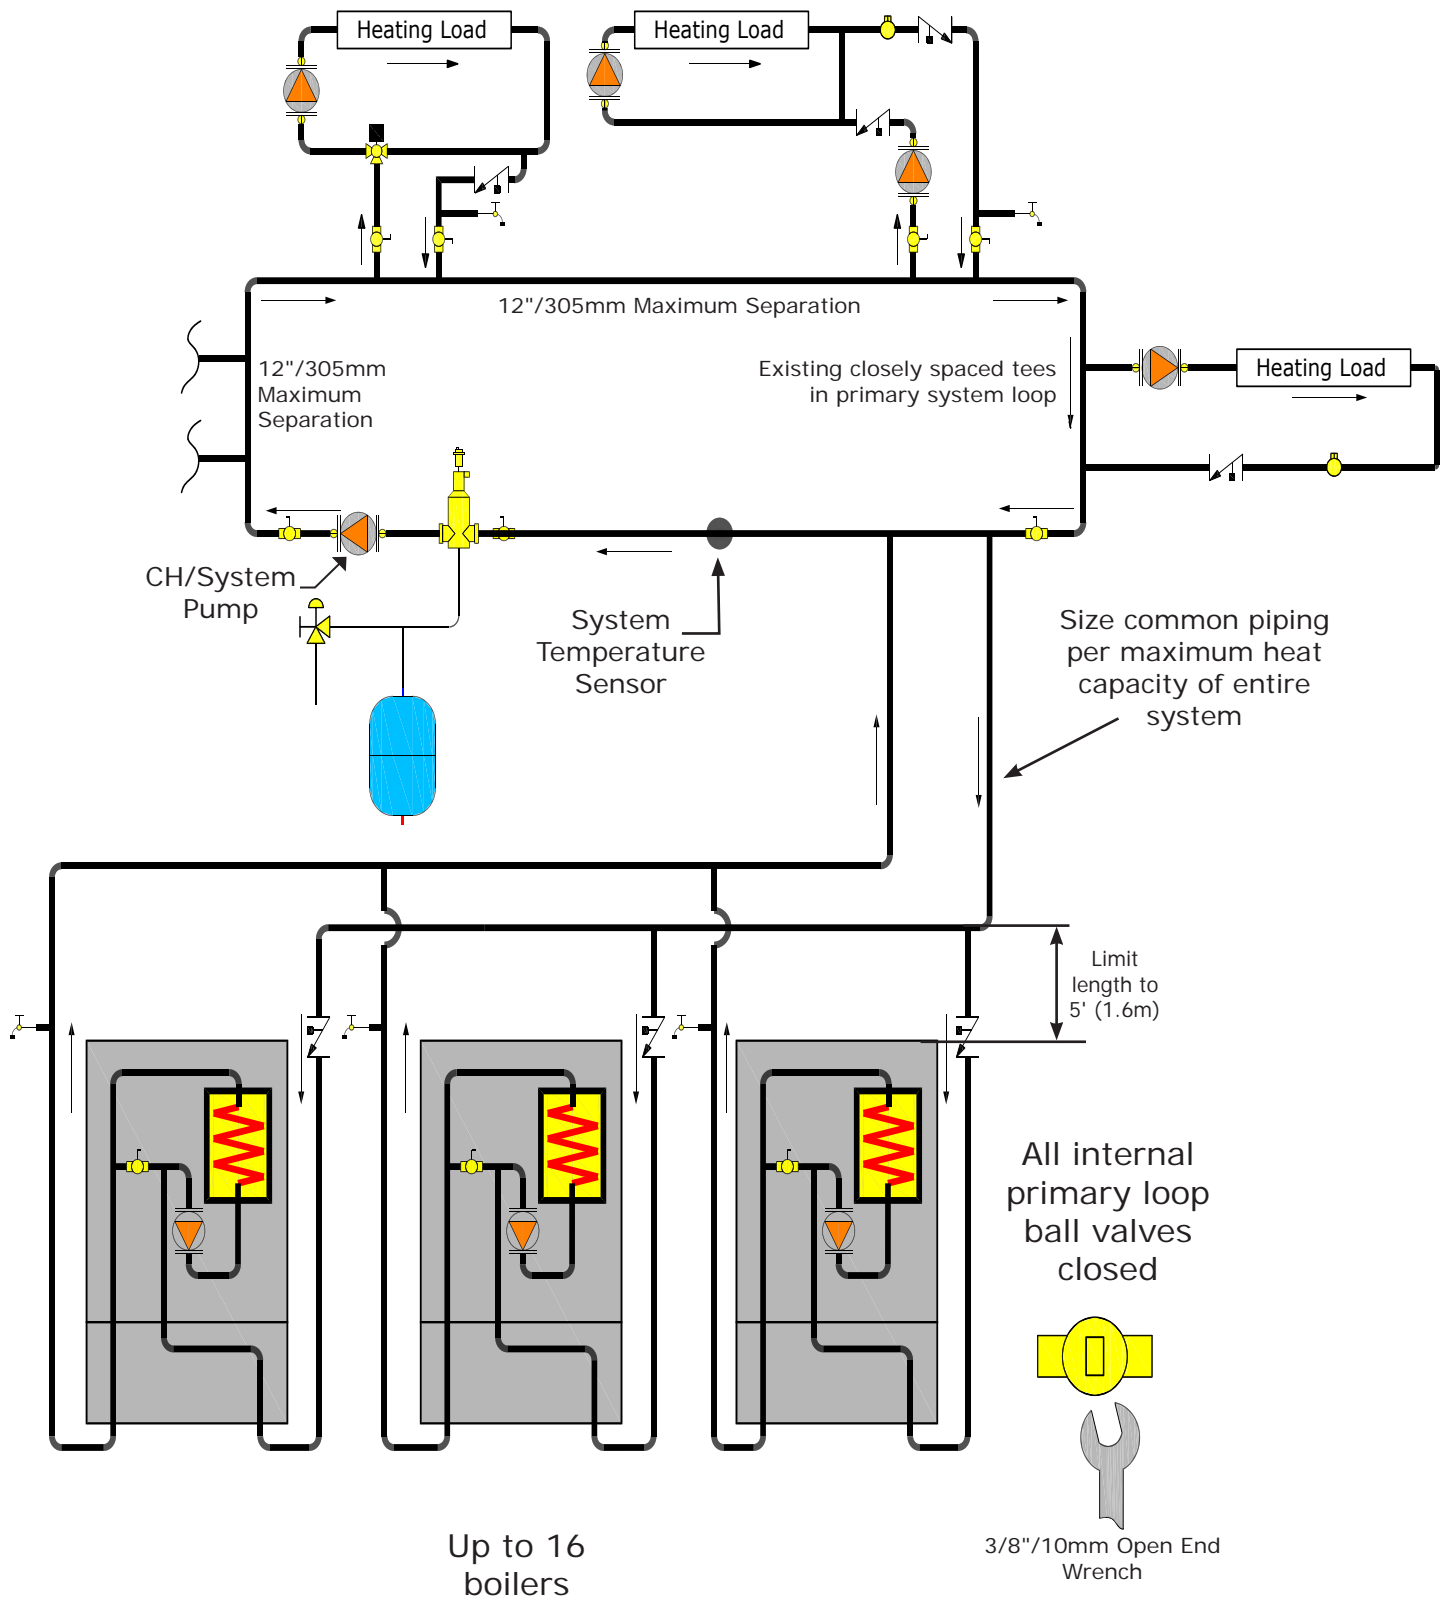 Heating Load
Heating Load
12"/305mm Maximum Separation
12"/305mm
Maximum
Separation
Existing closely spaced tees
in primary system loop
Heating Load
CH/System
Pump
System
Temperature
Sensor
Size common piping
per maximum heat
capacity of entire
system
Limit
length to
5' (1.6m)
All internal
primary loop
ball valves
closed
3/8"/10mm Open End
Wrench
Up to 16
boilers